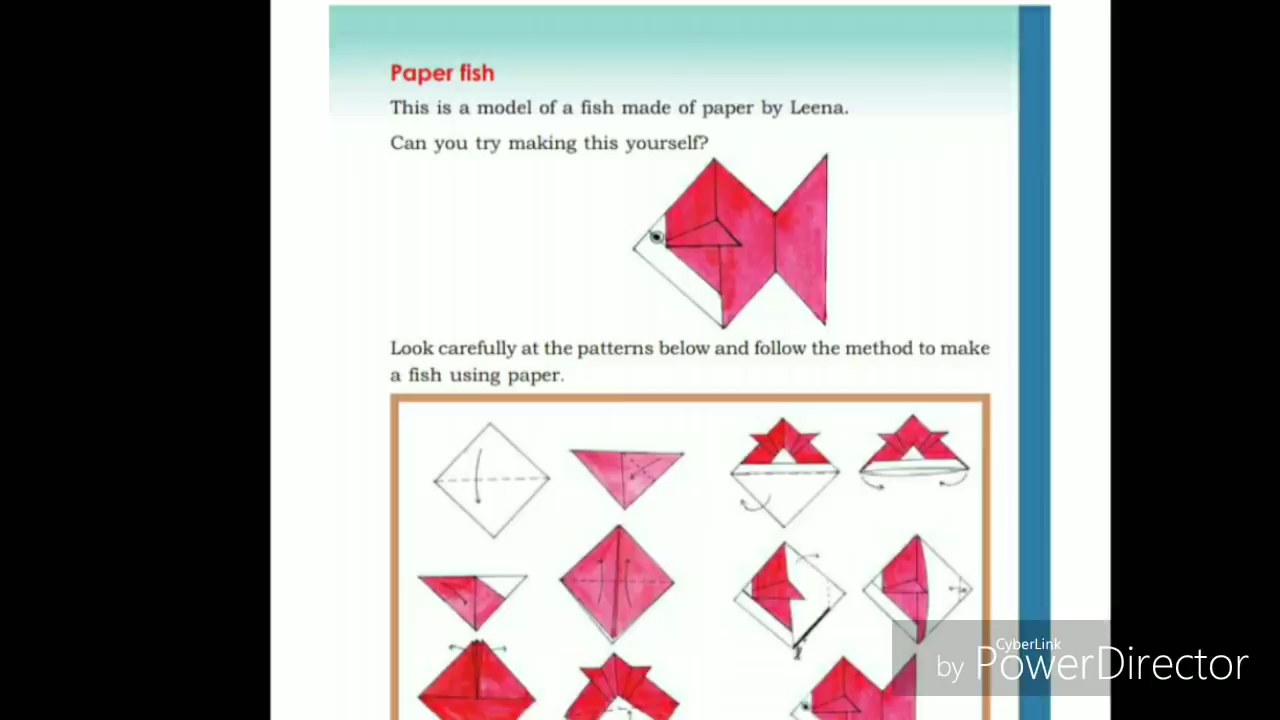 Paper fish
This is a model of a fish made of paper by Leena.
Can you try making this yourself?
Look carefully at the patterns below and follow the method to make
a fish using paper.
CyberLink
by PowerDirector